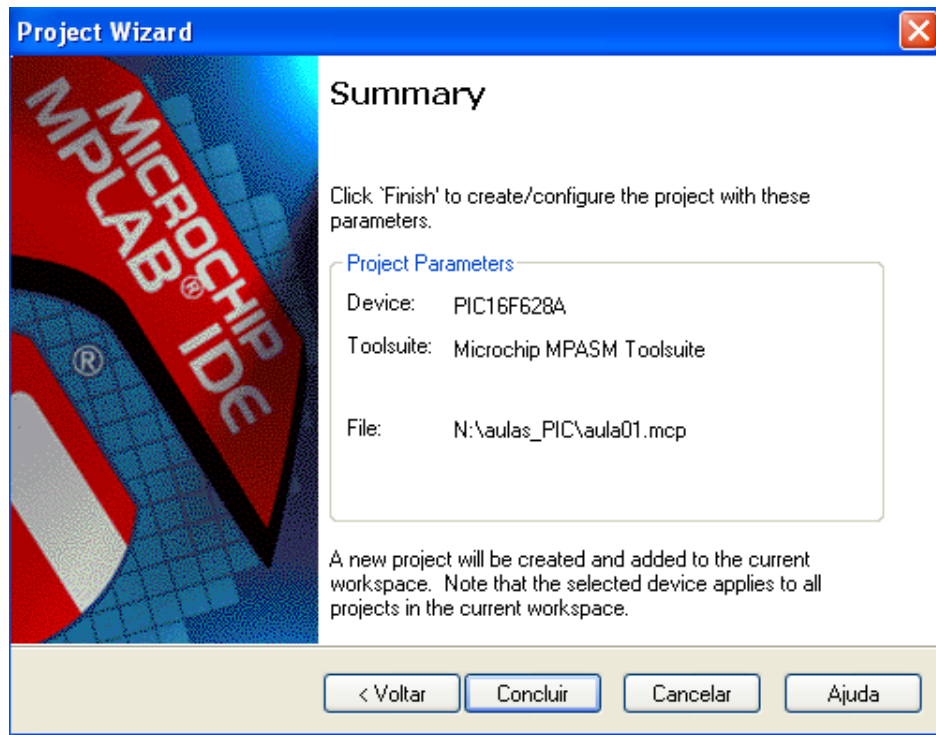 Project Wizard
MICROCHIP
MPLAB® IDE
®
Summary
Click `Finish' to create/configure the project with these
parameters.
Project Parameters
Device: PIC16F628A
Toolsuite: Microchip MPASM Toolsuite
File: N:\aulas_PIC\aula01.mcp
A new project will be created and added to the current
workspace. Note that the selected device applies to all
projects in the current workspace.
< Voltar Concluir Cancelar Ajuda